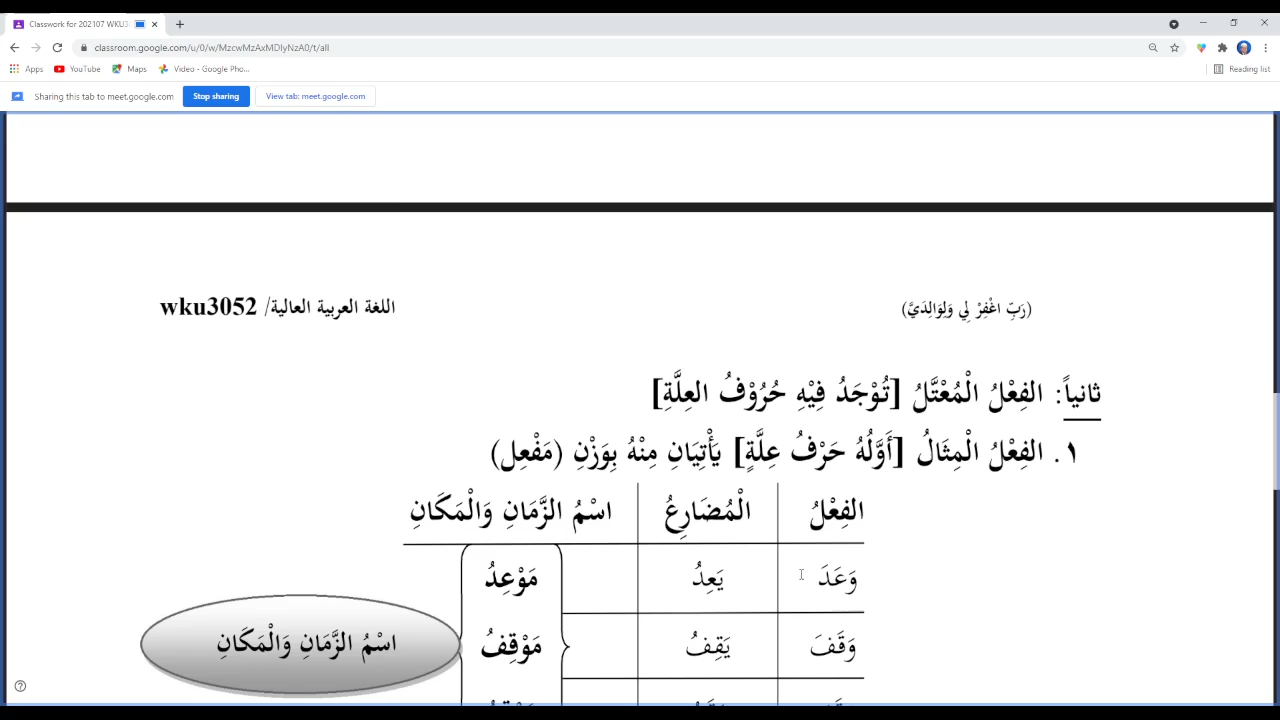 Classwork for 202107 WKU3
classroom.google.com/u/0/w/MzcwMzAxMDIyNzA0/t/all
Apps YouTube Maps Video - Google Pho... Reading list
Sharing this tab to meet.google.com Stop sharing View tab: meet.google.com
(رَبِّ اغْفِرْ لِي وَلِوَالِدَيَّ) اللغة العربية العالية/ wku3052
ثانياً: الفِعْلُ الْمُعْتَّلُ [تُوْجَدُ فِيْهِ حُرُوْفُ العِلَّةِ]
١. الفِعْلُ الْمِثَالُ [أَوَّلُهُ حَرْفُ عِلَّةٍ] يَأْتِيَانِ مِنْهُ بِوَزْنِ (مَفْعِل)
الفِعْلُ الْمُضَارِعُ اسْمُ الزَّمَانِ وَالْمَكَانِ
وَعَدَ يَعِدُ مَوْعِدُ
وَقَفَ يَقِفُ مَوْقِفُ اسْمُ الزَّمَانِ وَالْمَكَانِ